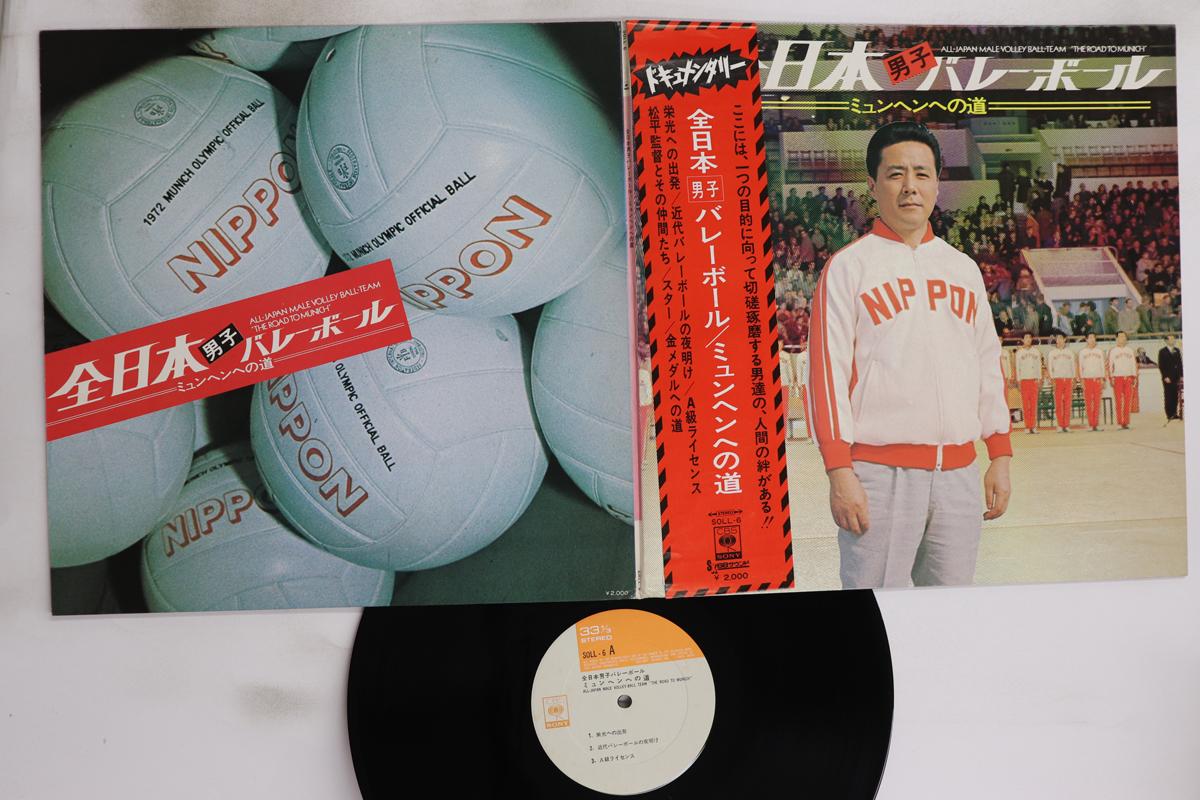 1972 MUNICH OLYMPIC OFFICIAL BALL
NIPPON
MUNICH OLYMPIC OFFICIAL BALL
NIPPON
ALL-JAPAN MALE VOLLEY BALL-TEAM
"THE ROAD TO MUNICH"
全日本男子バレーボール
ミュンヘンへの道
OLYMPIC OFFICIAL BALL
NIPPON
NIPPON
¥2,000
ドキュメンタリー
ここには、一つの目的に向って切磋琢磨する男達の、人間の絆がある!!
全日本男子バレーボール/ミュンヘンへの道
栄光への出発/近代バレーボールの夜明け/A級ライセンス
松平監督とその仲間たち/スター/金メダルへの道
STEREO
SOLL-6
CBS
SONY
¥2,000
ALL-JAPAN MALE VOLLEY BALL-TEAM "THE ROAD TO MUNICH"
全日本男子バレーボール
ミュンヘンへの道
NIPPON
33⅓
STEREO
SOLL-6 A
全日本男子バレーボール
ミュンヘンへの道
ALL-JAPAN MALE VOLLEY-BALL TEAM "THE ROAD TO MUNICH"
CBS
SONY
1. 栄光への出発
2. 近代バレーボールの夜明け
3. A級ライセンス